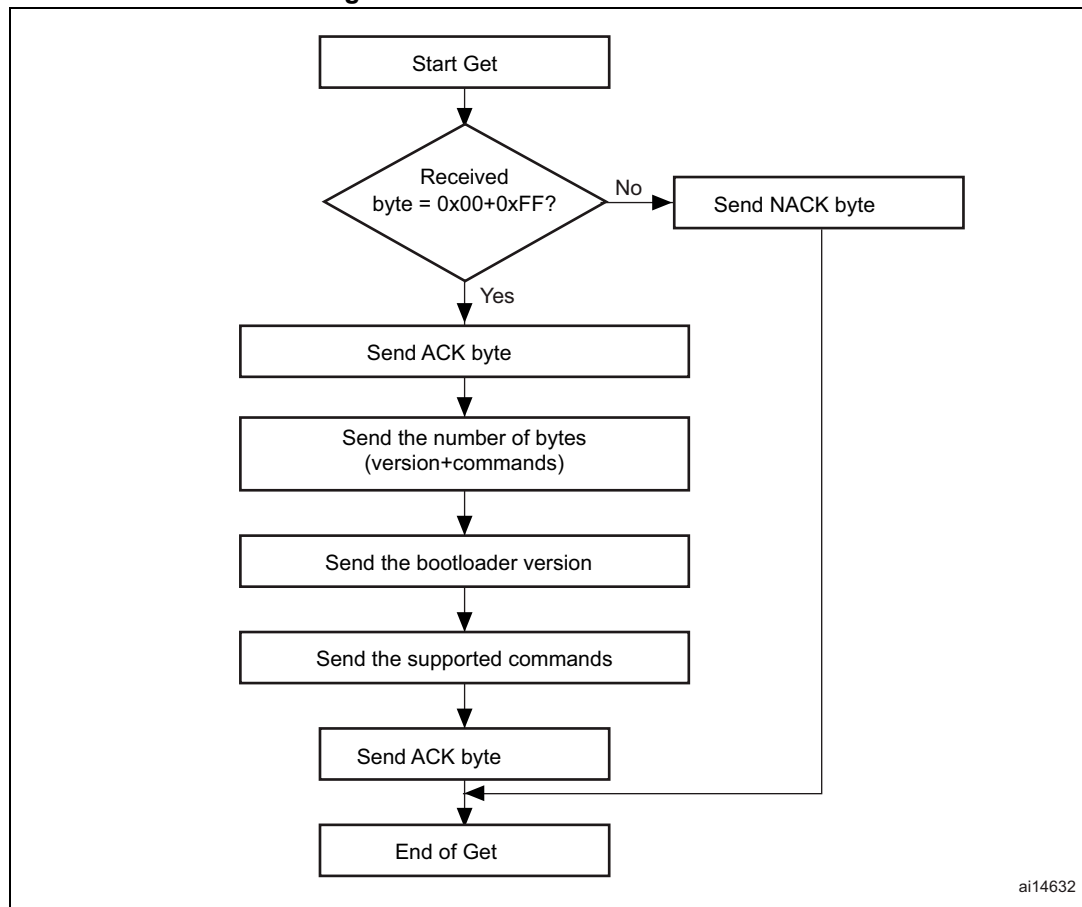 Start Get
Received
byte = 0x00+0xFF?
No
Send NACK byte
Yes
Send ACK byte
Send the number of bytes
(version+commands)
Send the bootloader version
Send the supported commands
Send ACK byte
End of Get
ai14632